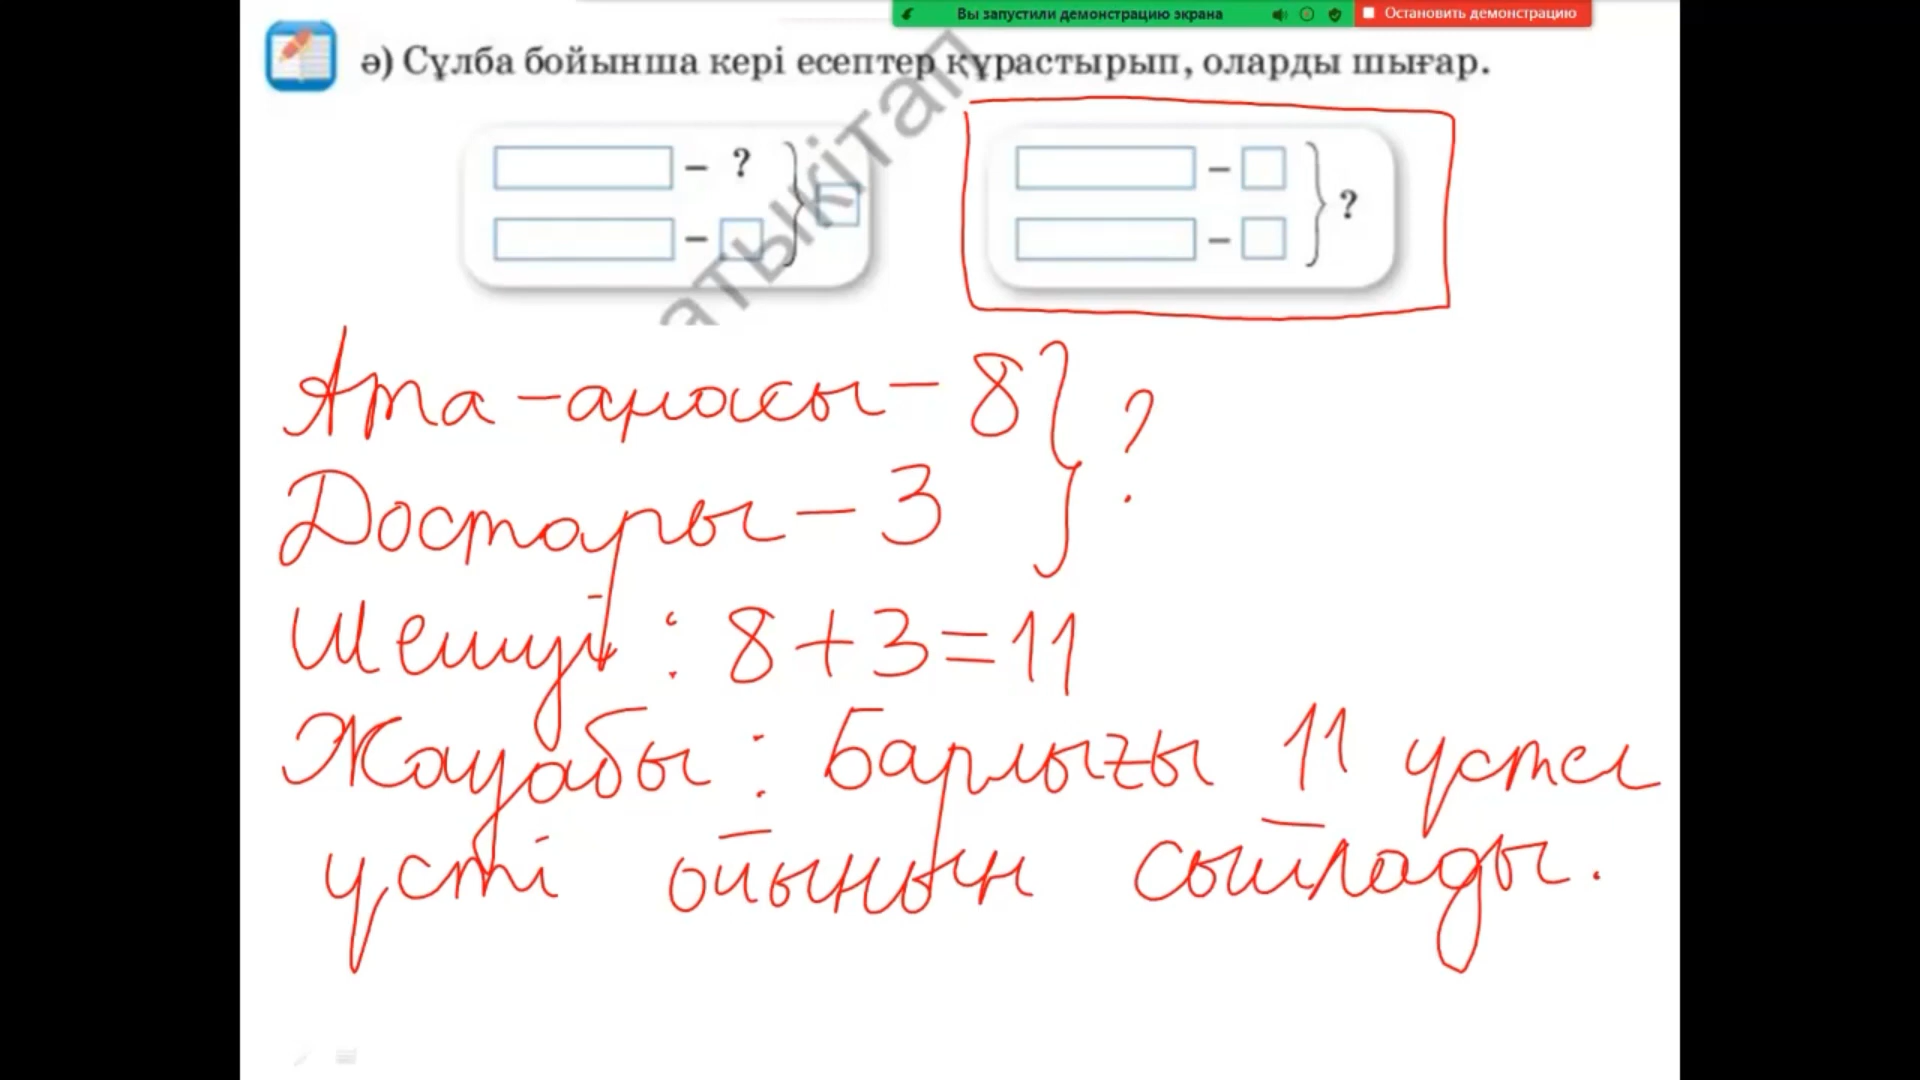 Вы запустили демонстрацию экрана
Остановить демонстрацию
ә) Сұлба бойынша кері есептер құрастырып, оларды шығар.
– ?
–
–
– ?
атыкітап
Ата-анасы – 8 ?
Достары – 3
Шешуі: 8+3=11
Жауабы: Барлығы 11 үстел
үсті ойынын сыйлады.